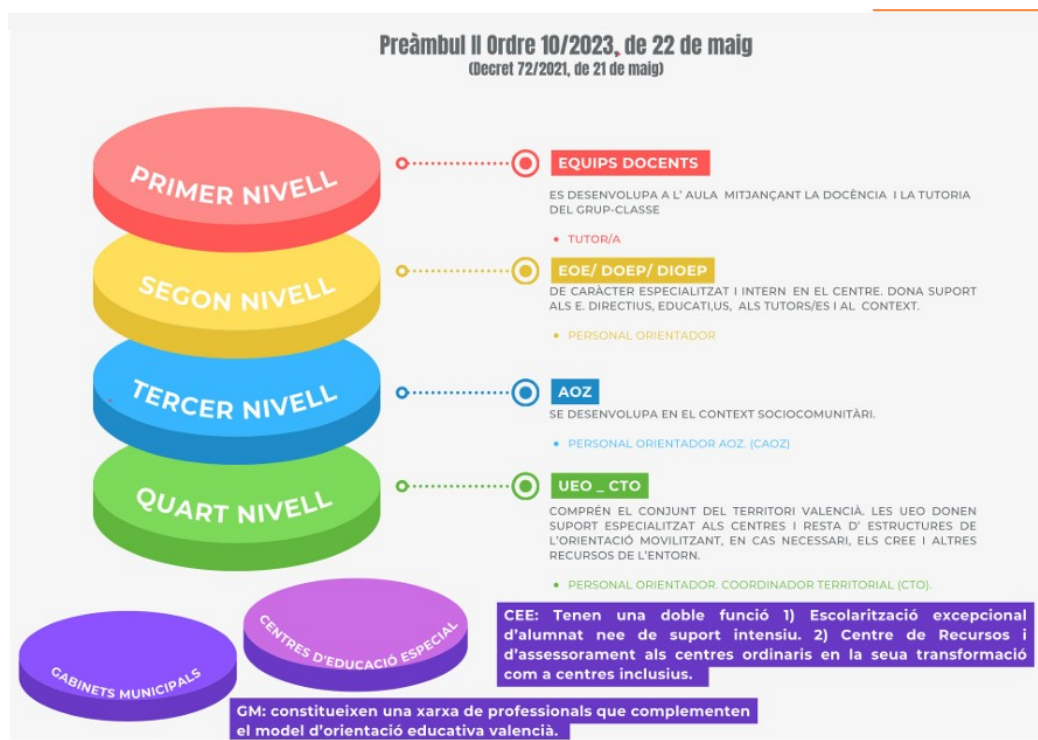 Preàmbul II Ordre 10/2023, de 22 de maig
(Decret 72/2021, de 21 de maig)
PRIMER NIVELL
EQUIPS DOCENTS
ES DESENVOLUPA A L' AULA MITJANÇANT LA DOCÈNCIA I LA TUTORIA
DEL GRUP-CLASSE
• TUTOR/A
SEGON NIVELL
EOE/ DOEP/ DIOEP
DE CARÀCTER ESPECIALITZAT I INTERN EN EL CENTRE. DONA SUPORT
ALS E. DIRECTIUS, EDUCATI,US, ALS TUTORS/ES I AL CONTEXT.
• PERSONAL ORIENTADOR
TERCER NIVELL
AOZ
SE DESENVOLUPA EN EL CONTEXT SOCIOCOMUNITÀRI.
• PERSONAL ORIENTADOR AOZ. (CAOZ)
QUART NIVELL
UEO _ CTO
COMPRÉN EL CONJUNT DEL TERRITORI VALENCIÀ. LES UEO DONEN
SUPORT ESPECIALITZAT ALS CENTRES I RESTA D' ESTRUCTURES DE
L'ORIENTACIÓ MOVILITZANT, EN CAS NECESSARI, ELS CREE I ALTRES
RECURSOS DE L'ENTORN.
• PERSONAL ORIENTADOR. COORDINADOR TERRITORIAL (CTO).
CENTRES D'EDUCACIÓ ESPECIAL
CEE: Tenen una doble funció 1) Escolarització excepcional
d'alumnat nee de suport intensiu. 2) Centre de Recursos i
d'assessorament als centres ordinaris en la seua transformació
com a centres inclusius.
GABINETS MUNICIPALS
GM: constitueixen una xarxa de professionals que complementen
el model d'orientació educativa valencià.